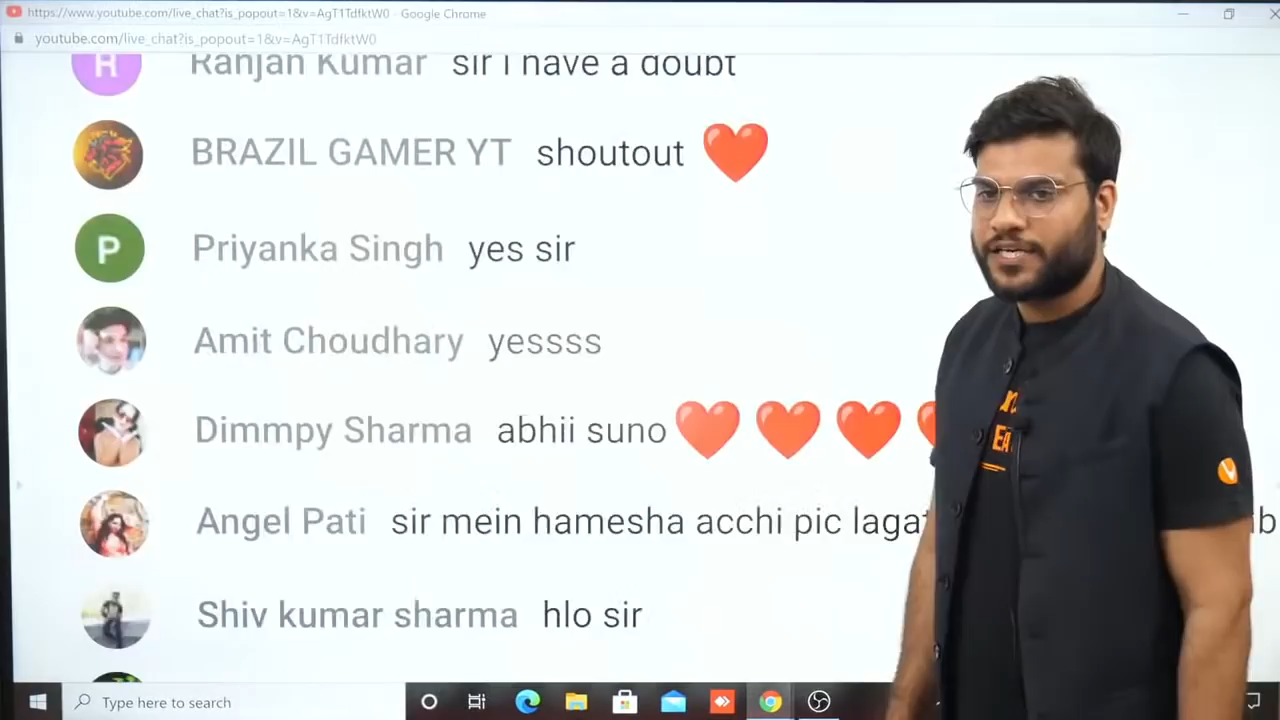 https://www.youtube.com/live_chat?is_popout=1&v=AgT1TdfktW0 - Google Chrome
youtube.com/live_chat?is_popout=1&v=AgT1TdfktW0
R Ranjan Kumar sir i have a doubt
BRAZIL GAMER YT shoutout ❤️
P Priyanka Singh yes sir
Amit Choudhary yessss
Dimmpy Sharma abhii suno ❤️❤️❤️❤️
Angel Pati sir mein hamesha acchi pic
Shiv kumar sharma hlo sir
Type here to search